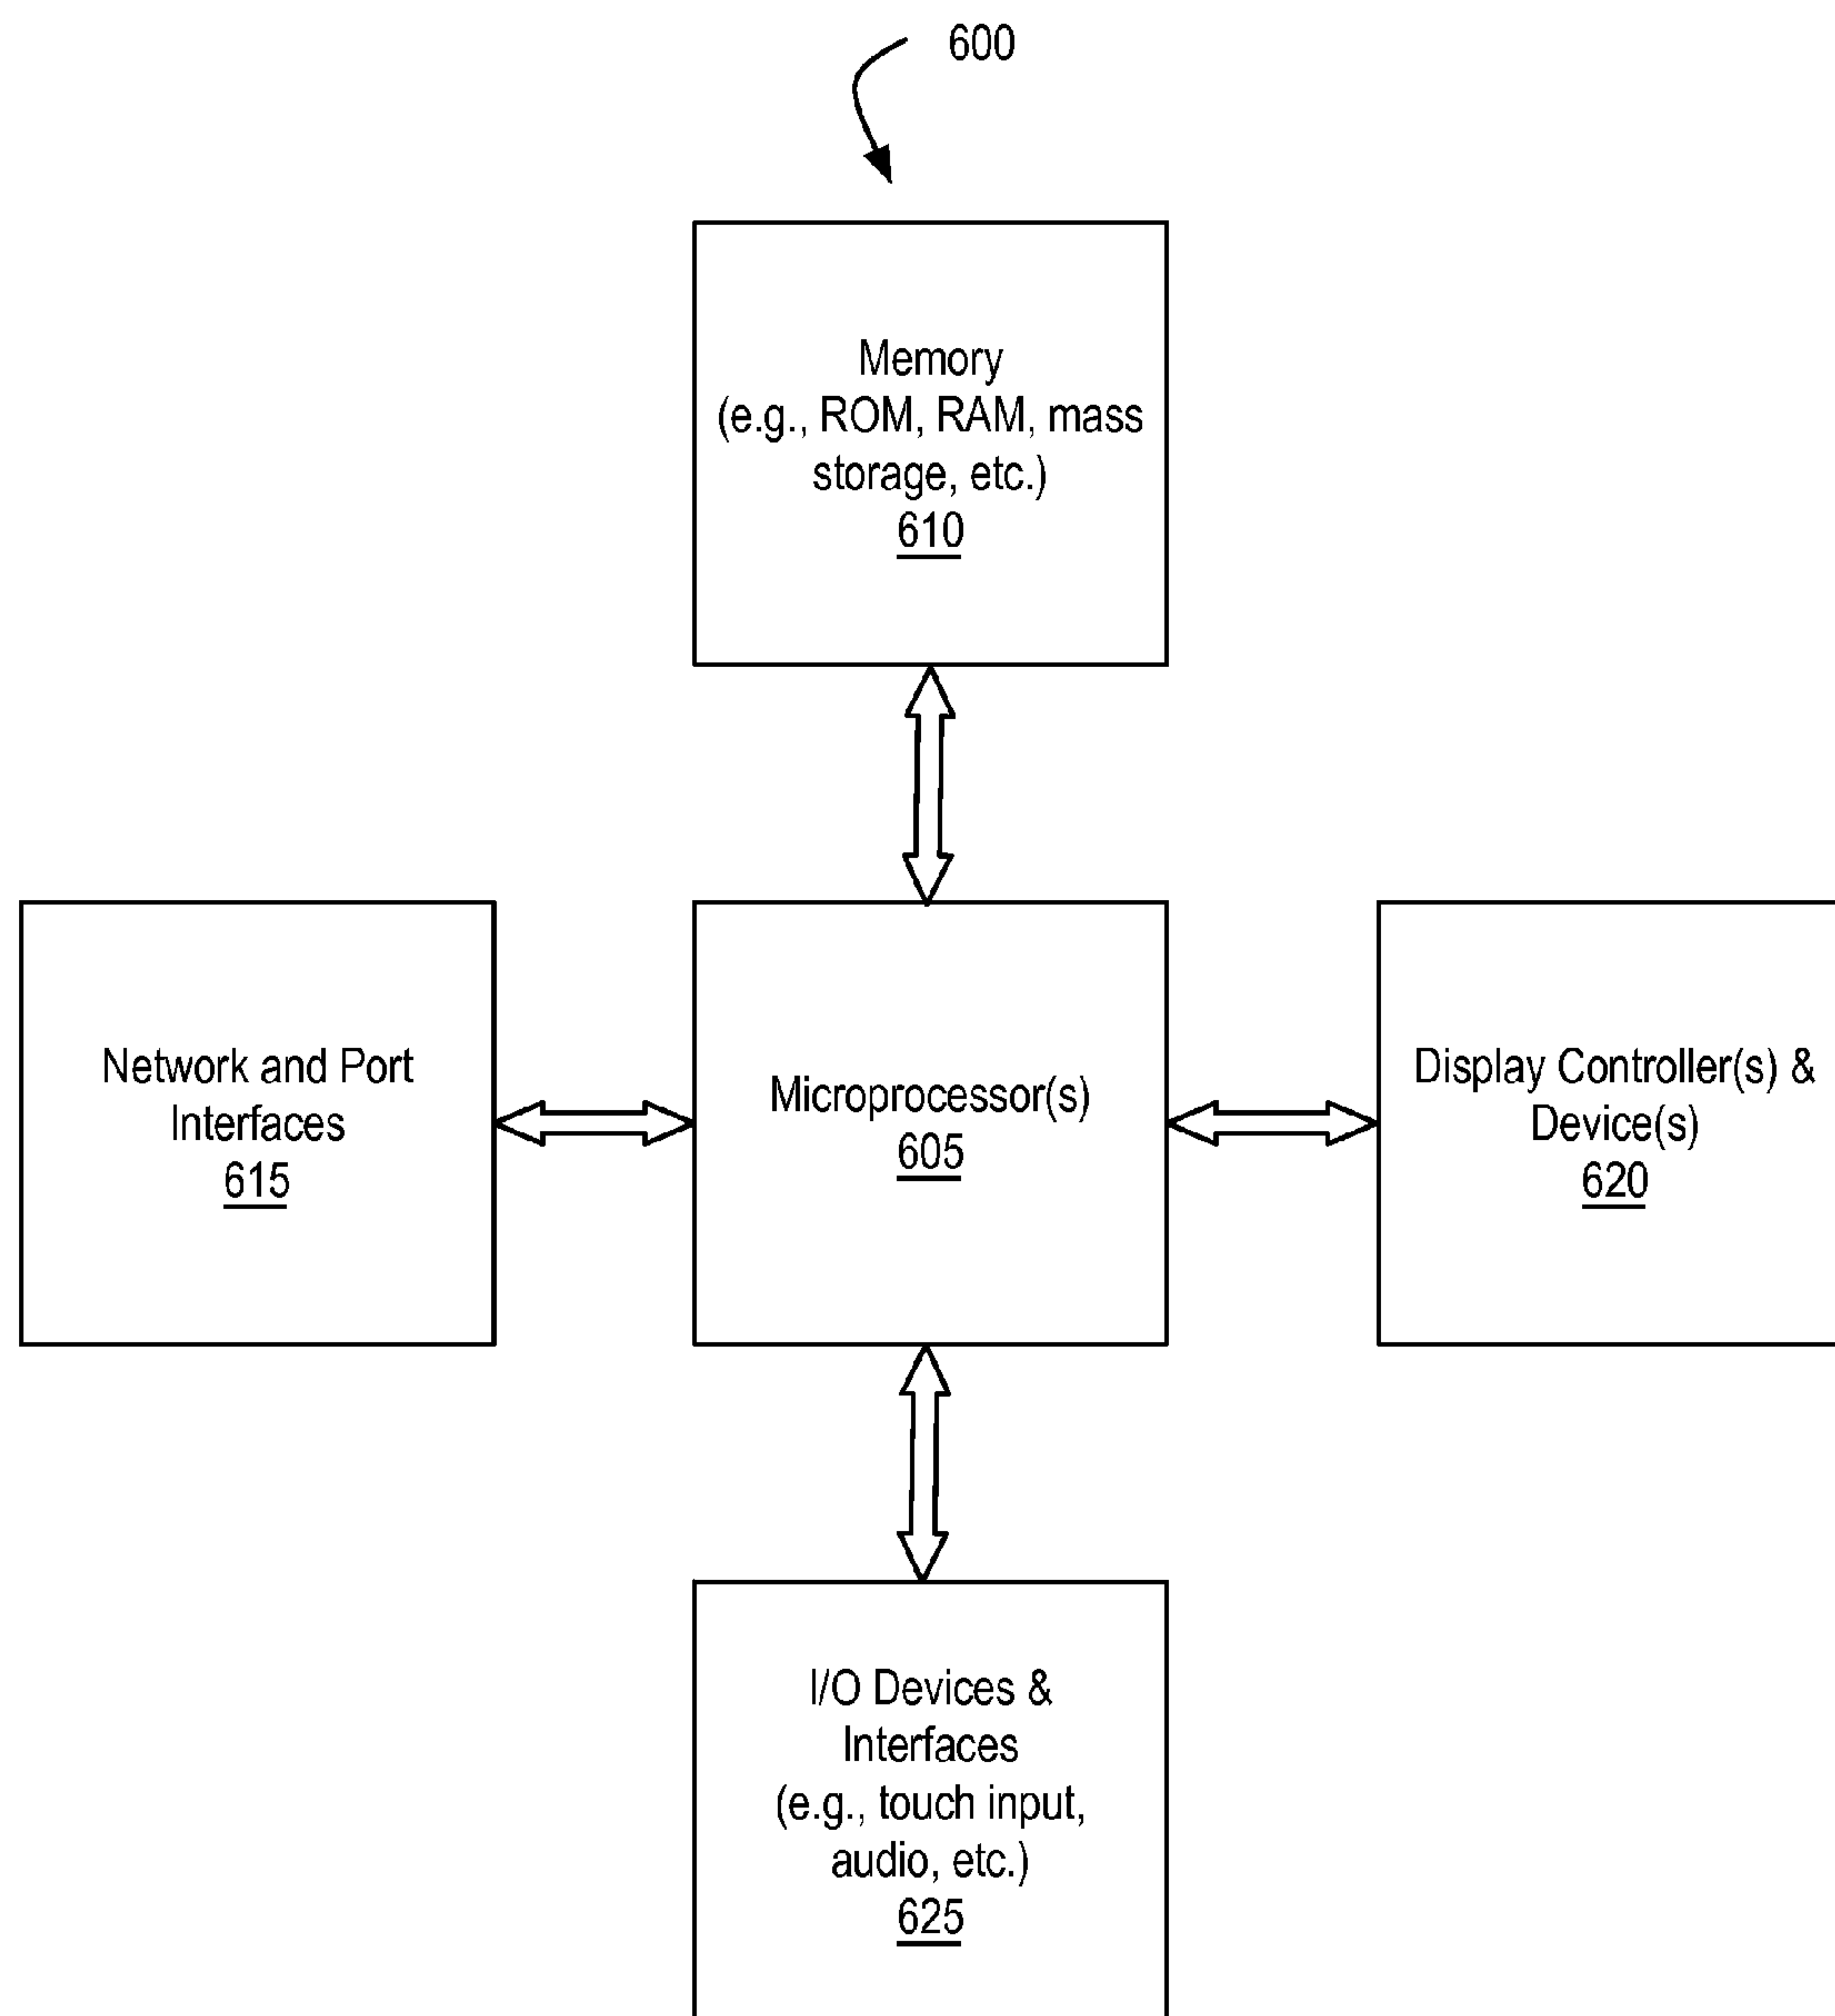 600
Memory
(e.g., ROM, RAM, mass
storage, etc.)
610
Network and Port
Interfaces
615
Microprocessor(s)
605
Display Controller(s) &
Device(s)
620
I/O Devices &
Interfaces
(e.g., touch input,
audio, etc.)
625